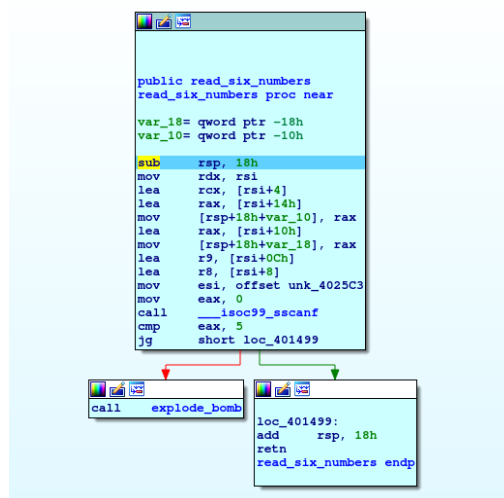 public read_six_numbers
read_six_numbers proc near
var_18= qword ptr -18h
var_10= qword ptr -10h
sub rsp, 18h
mov rdx, rsi
lea rcx, [rsi+4]
lea rax, [rsi+14h]
mov [rsp+18h+var_10], rax
lea rax, [rsi+10h]
mov [rsp+18h+var_18], rax
lea r9, [rsi+0Ch]
lea r8, [rsi+8]
mov esi, offset unk_4025C3
mov eax, 0
call ___isoc99_sscanf
cmp eax, 5
jg short loc_401499
call explode_bomb
loc_401499:
add rsp, 18h
retn
read_six_numbers endp